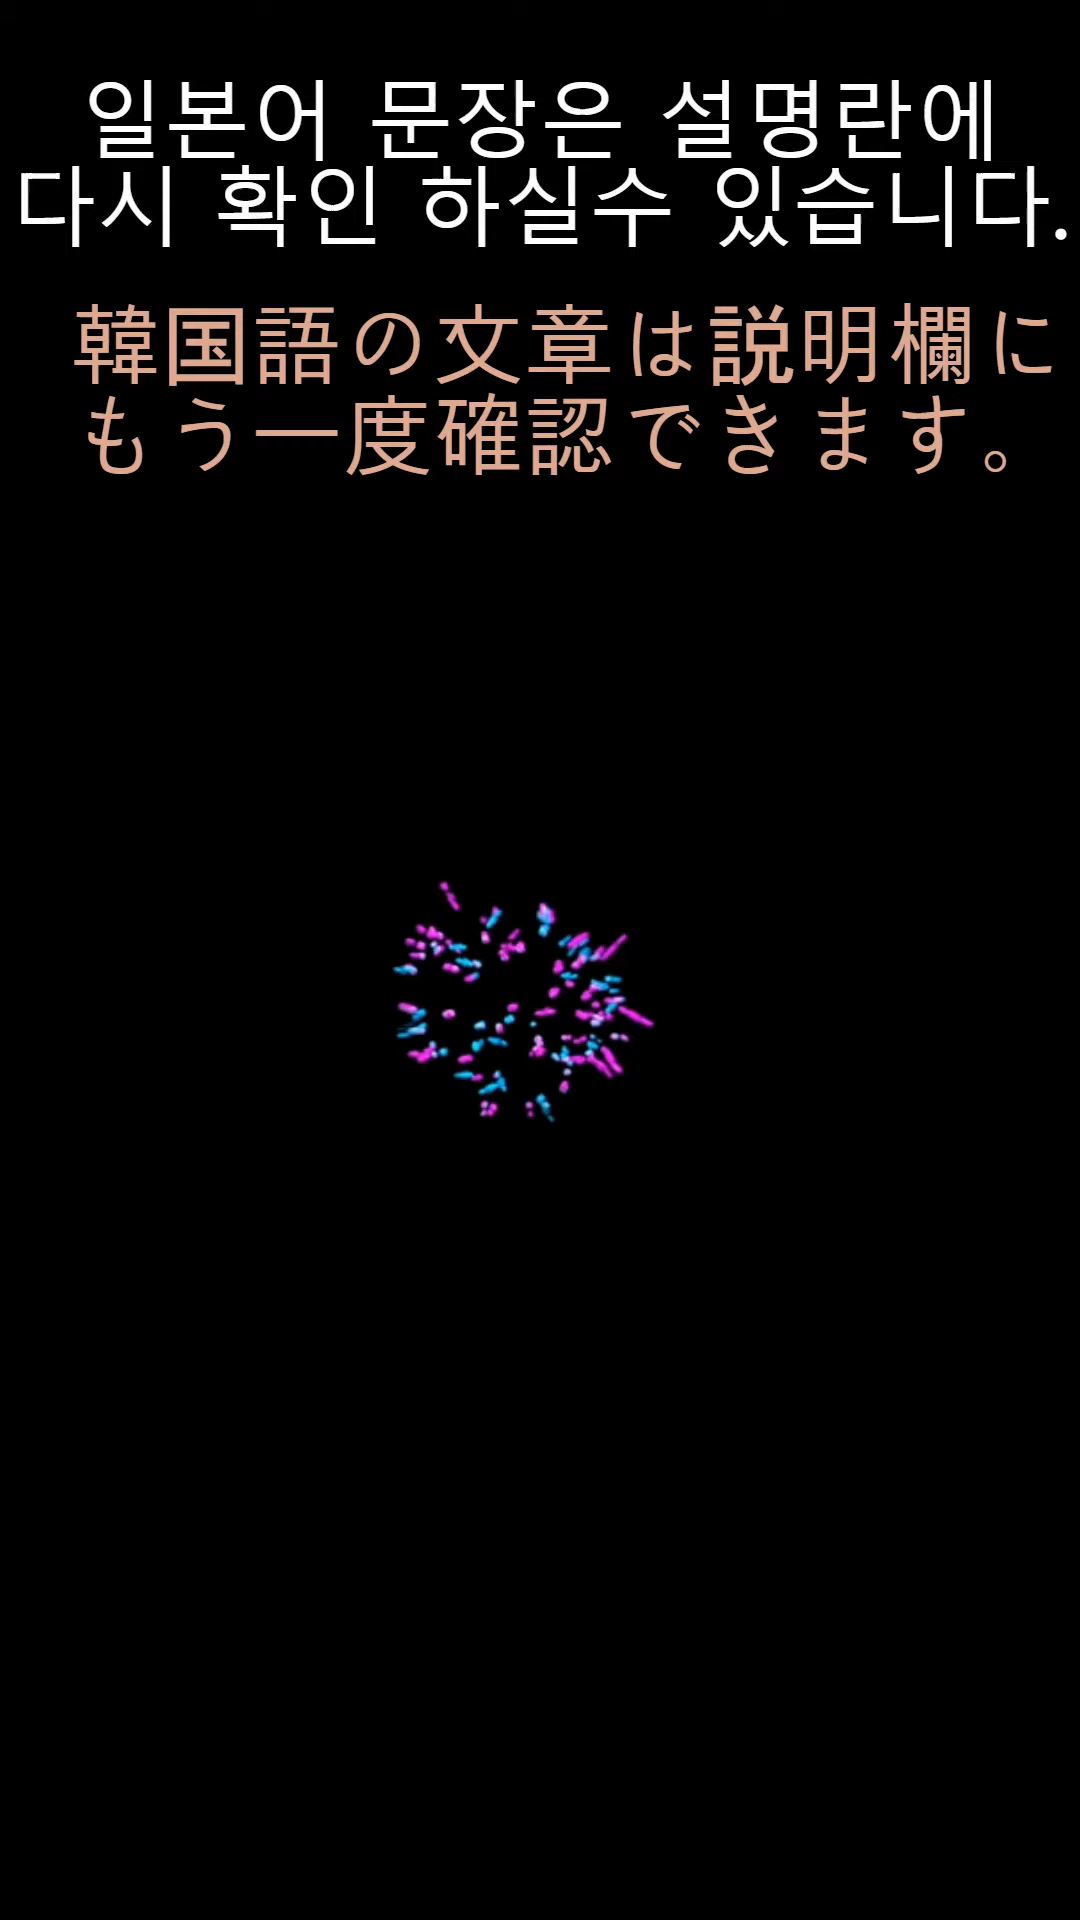 일본어 문장은 설명란에
다시 확인 하실수 있습니다.
韓国語の文章は説明欄に
もう一度確認できます。